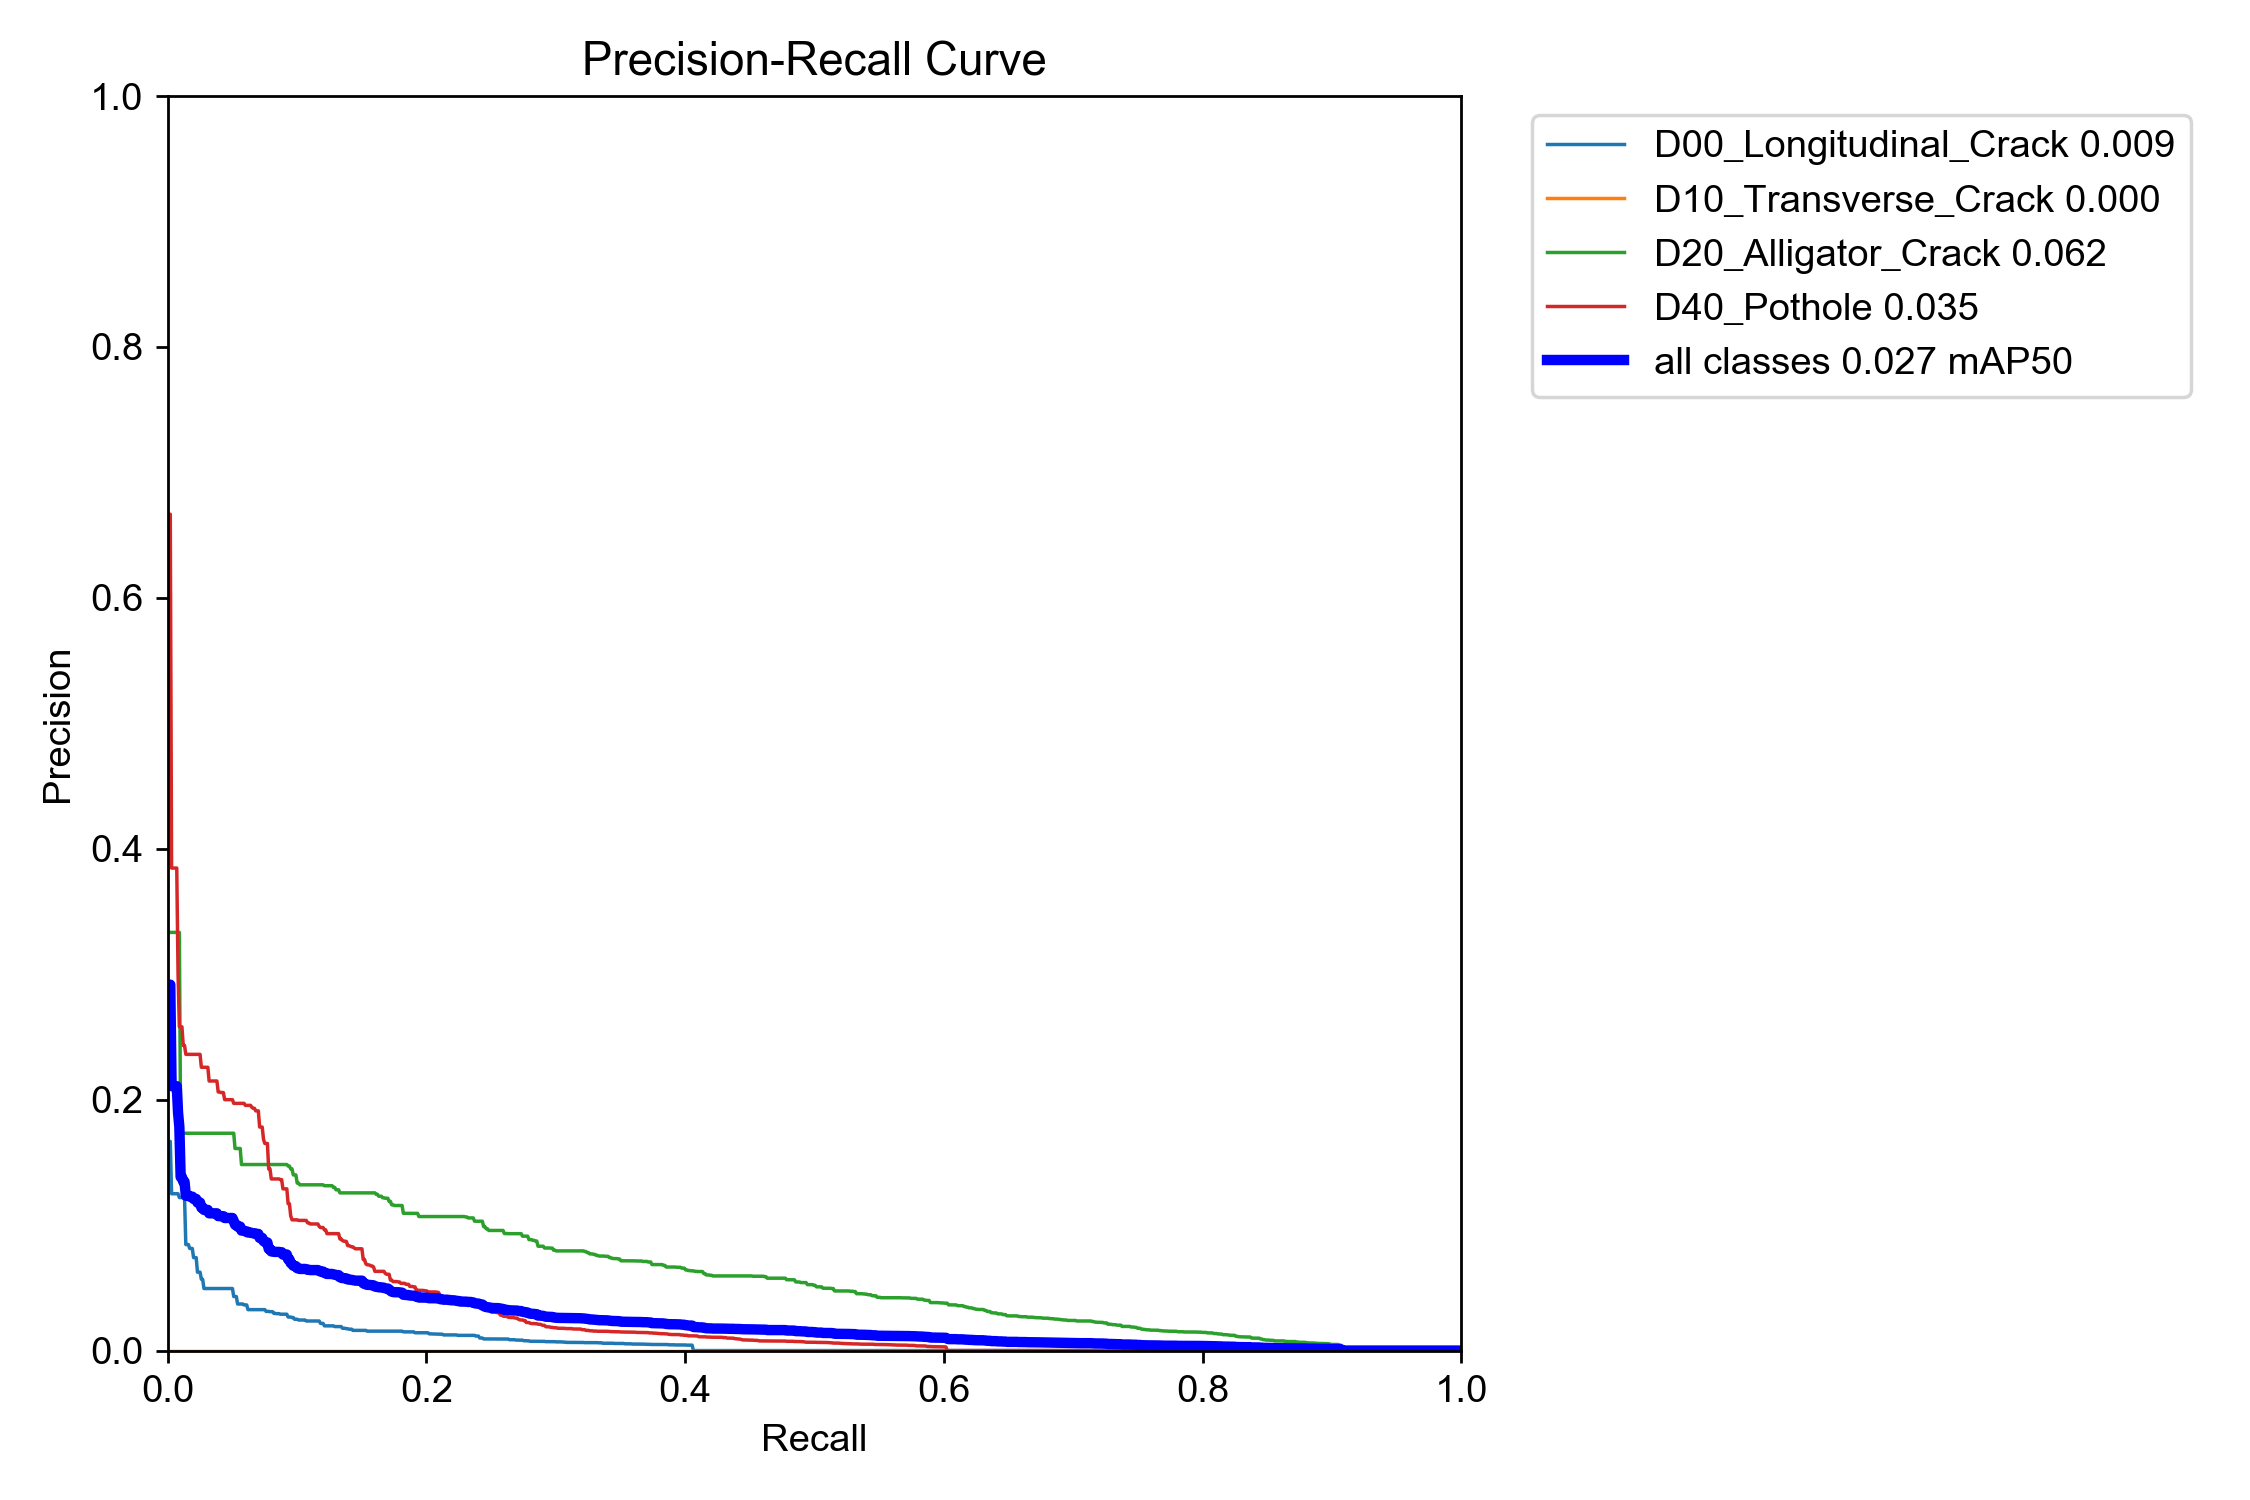 Precision-Recall Curve
1.0
0.8
0.6
0.4
0.2
0.0
Precision
0.0 0.2 0.4 0.6 0.8 1.0
Recall
D00_Longitudinal_Crack 0.009
D10_Transverse_Crack 0.000
D20_Alligator_Crack 0.062
D40_Pothole 0.035
all classes 0.027 mAP50